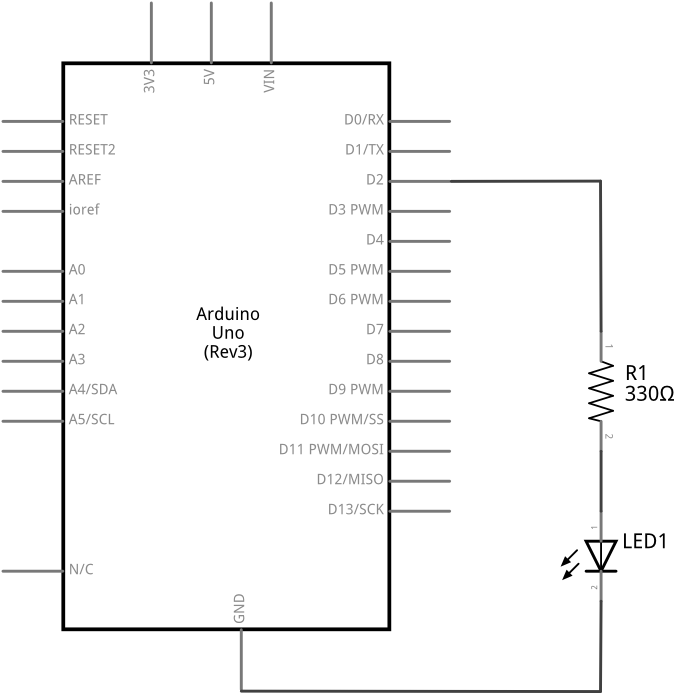 3V3
5V
VIN
RESET
RESET2
AREF
ioref
A0
A1
A2
A3
A4/SDA
A5/SCL
N/C
Arduino
Uno
(Rev3)
D0/RX
D1/TX
D2
D3 PWM
D4
D5 PWM
D6 PWM
D7
D8
D9 PWM
D10 PWM/SS
D11 PWM/MOSI
D12/MISO
D13/SCK
GND
1
R1
330Ω
2
1
LED1
2